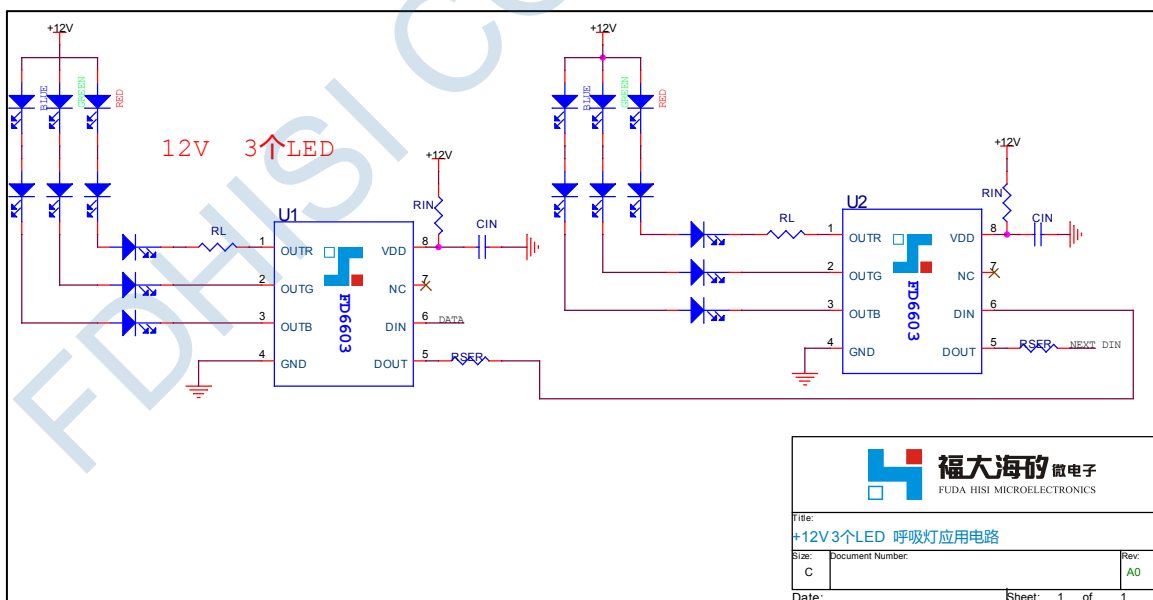 FDHISI CO
+12V
BLUE
GREEN
RED
12V 3个LED
+12V
RIN
CIN
RL
U1
1 OUTR
2 OUTG
3 OUTB
4 GND
VDD 8
NC 7
DIN 6 DATA
DOUT 5 RSER
FD6603
+12V
BLUE
GREEN
RED
+12V
RIN
CIN
RL
U2
1 OUTR
2 OUTG
3 OUTB
4 GND
VDD 8
NC 7
DIN 6
DOUT 5 RSER NEXT DIN
FD6603
福大海矽 微电子
FUDA HISI MICROELECTRONICS
Title:
+12V 3个LED 呼吸灯应用电路
Size: Document Number: Rev:
C A0
Date: Sheet: 1 of 1